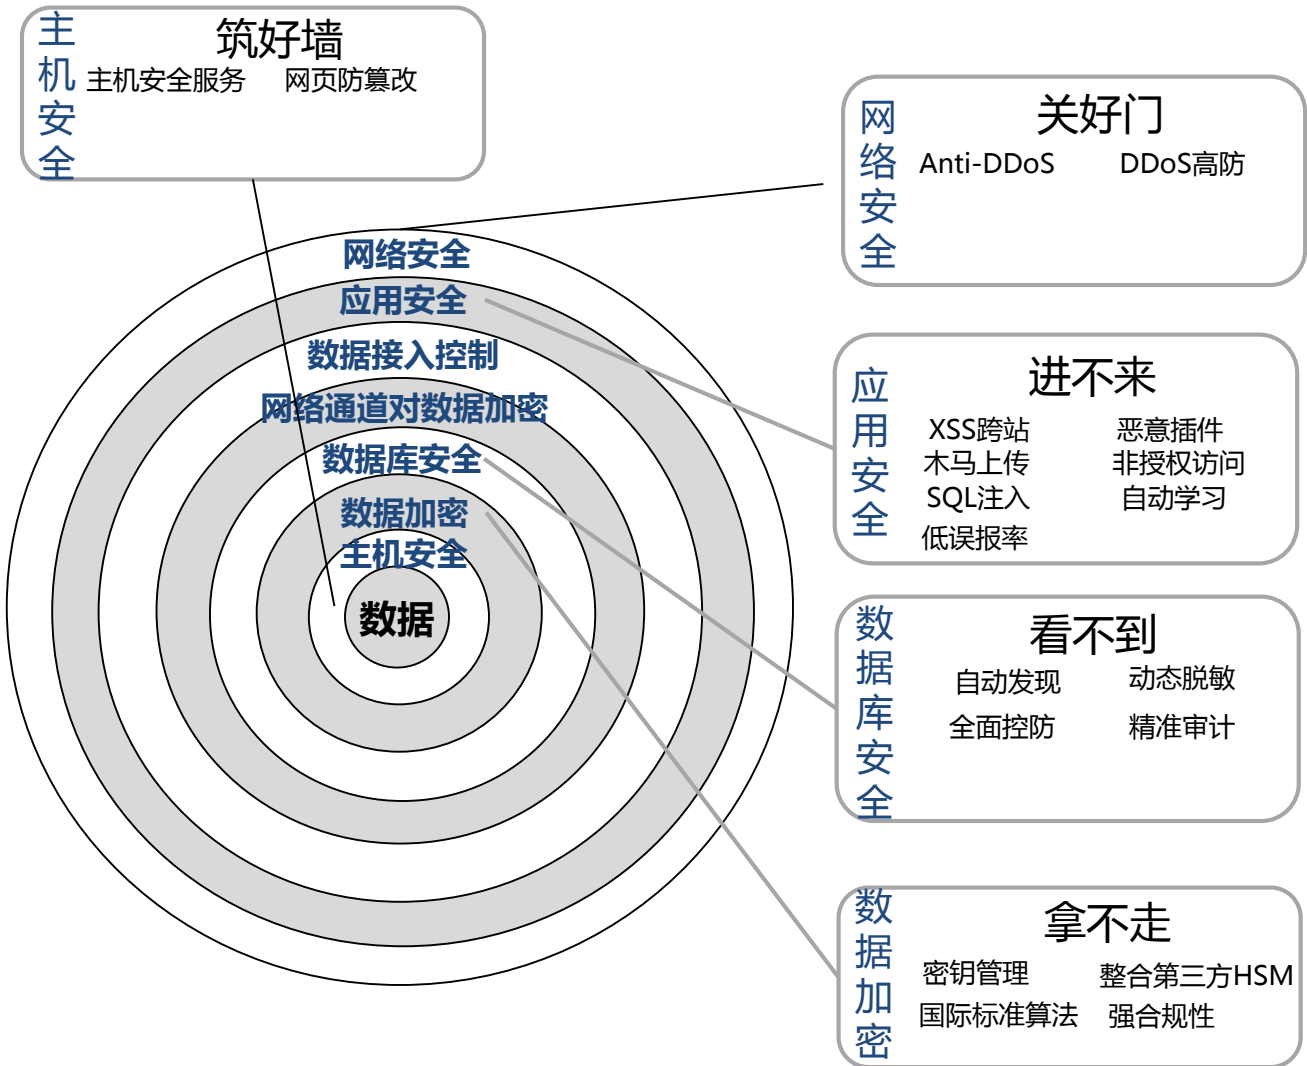 主机安全
筑好墙
主机安全服务 网页防篡改
网络安全
关好门
Anti-DDoS DDoS高防
网络安全
应用安全
数据接入控制
网络通道对数据加密
数据库安全
数据加密
主机安全
数据
应用安全
进不来
XSS跨站 恶意插件
木马上传 非授权访问
SQL注入 自动学习
低误报率
数据库安全
看不到
自动发现 动态脱敏
全面控防 精准审计
数据加密
拿不走
密钥管理 整合第三方HSM
国际标准算法 强合规性